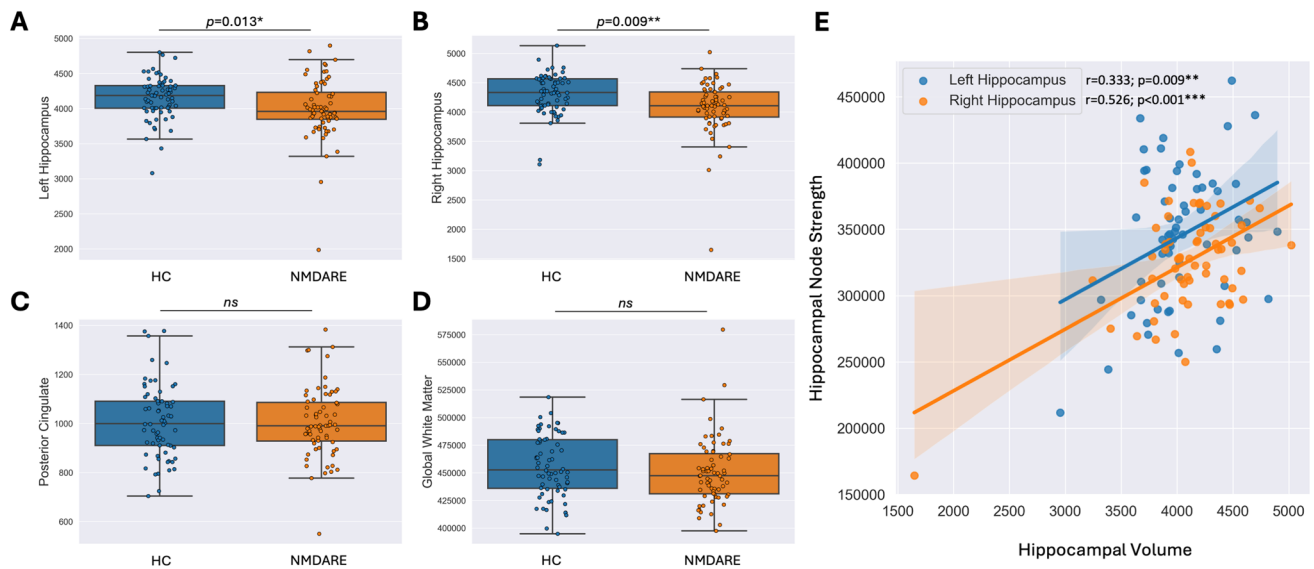 A
p=0.013*
Left Hippocampus
5000
4500
4000
3500
3000
2500
2000
HC
NMDARE
B
p=0.009**
Right Hippocampus
5000
4500
4000
3500
3000
2500
2000
1500
HC
NMDARE
C
ns
Posterior Cingulate
1400
1200
1000
800
600
HC
NMDARE
D
ns
Global White Matter
575000
550000
525000
500000
475000
450000
425000
400000
HC
NMDARE
E
Left Hippocampus r=0.333; p=0.009**
Right Hippocampus r=0.526; p<0.001***
Hippocampal Node Strength
450000
400000
350000
300000
250000
200000
150000
1500 2000 2500 3000 3500 4000 4500 5000
Hippocampal Volume